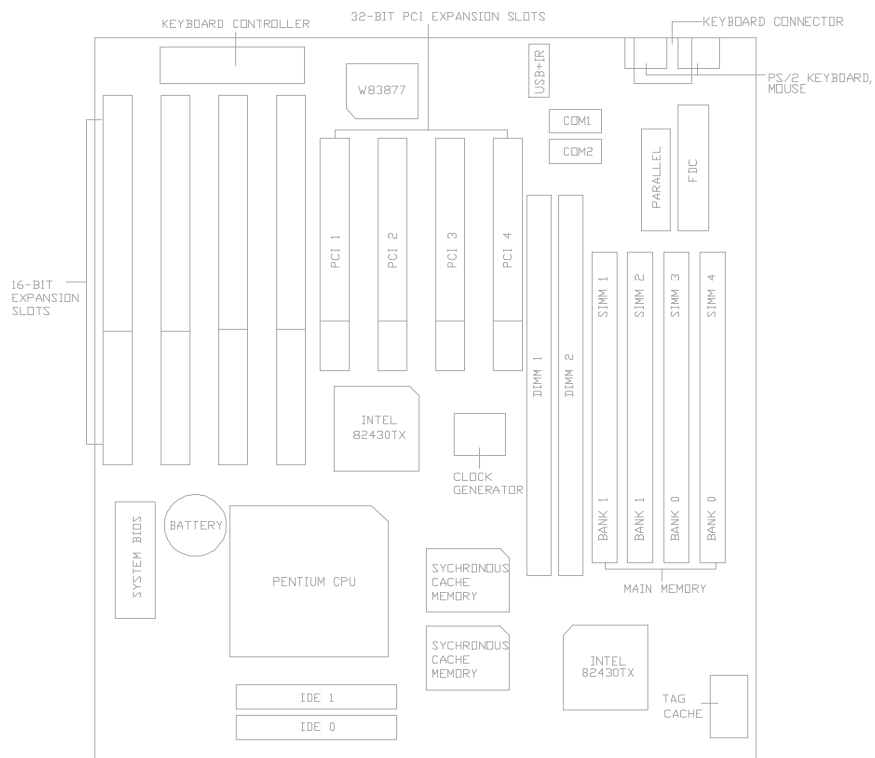 32-BIT PCI EXPANSION SLOTS
KEYBOARD CONTROLLER
KEYBOARD CONNECTOR
USB+IR
PS/2 KEYBOARD,
MOUSE
W83877
COM1
COM2
PARALLEL
FDC
PCI 1
PCI 2
PCI 3
PCI 4
16-BIT
EXPANSION
SLOTS
SIMM 1
SIMM 2
SIMM 3
SIMM 4
DIMM 1
DIMM 2
INTEL
82430TX
CLOCK
GENERATOR
BANK 1
BANK 1
BANK 0
BANK 0
SYSTEM BIOS
BATTERY
PENTIUM CPU
SYCHRONOUS
CACHE
MEMORY
MAIN MEMORY
SYCHRONOUS
CACHE
MEMORY
INTEL
82430TX
IDE 1
IDE 0
TAG
CACHE